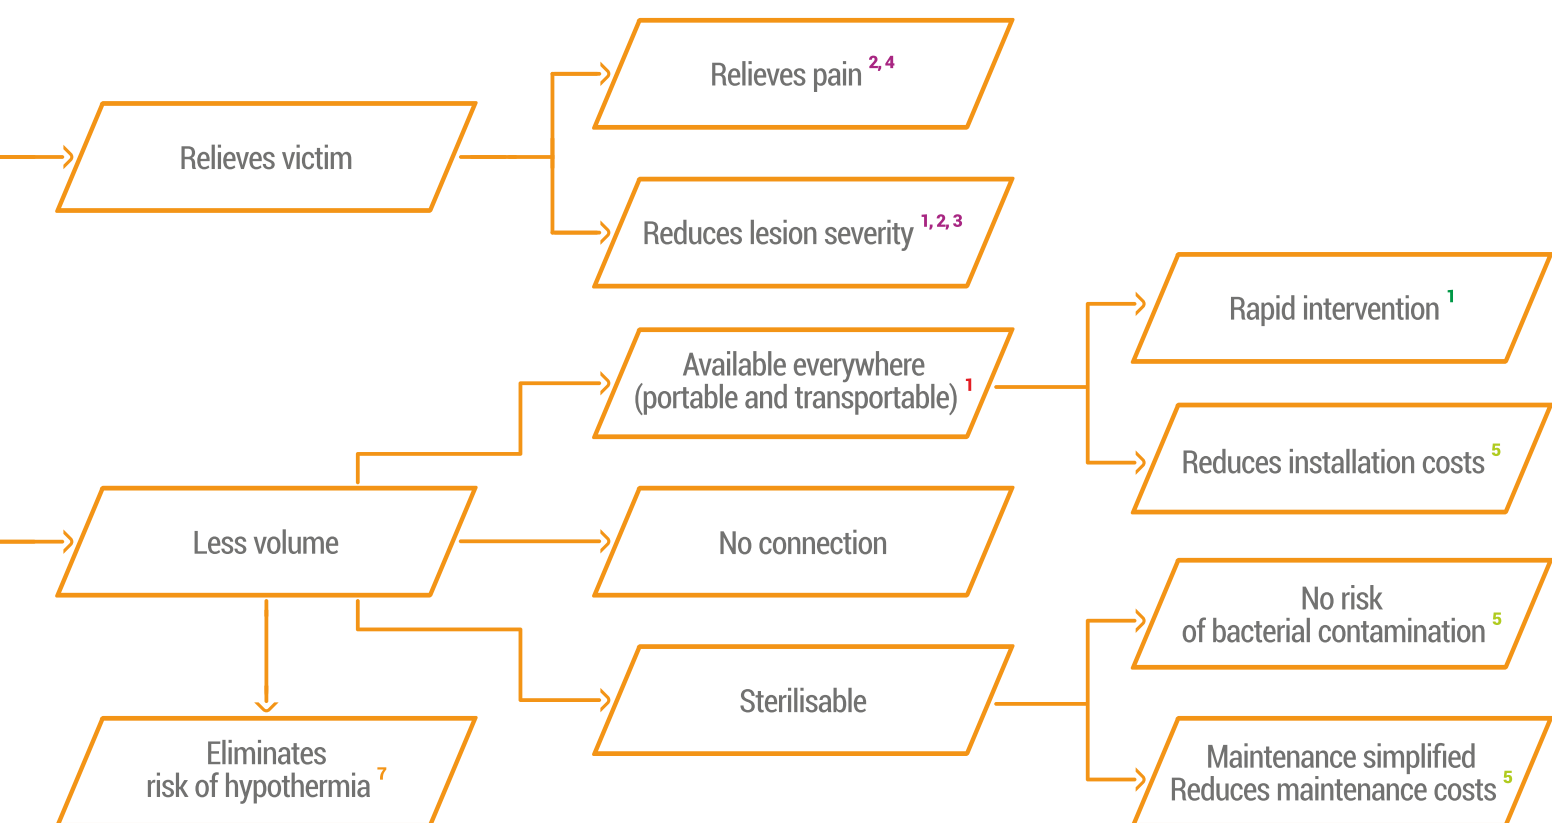 Relieves pain 2, 4
Relieves victim
Reduces lesion severity 1, 2, 3
Rapid intervention 1
Available everywhere
(portable and transportable) 1
Reduces installation costs 5
Less volume
No connection
No risk
of bacterial contamination 5
Sterilisable
Eliminates
risk of hypothermia 7
Maintenance simplified
Reduces maintenance costs 5